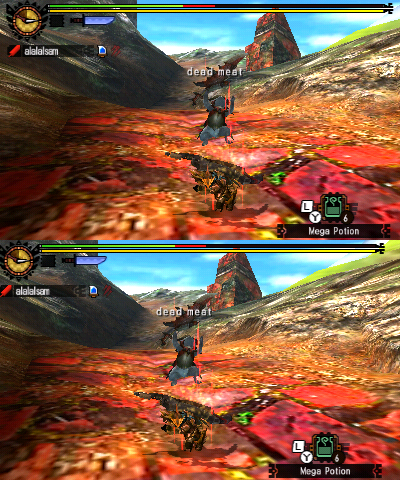 alalalsam
dead meat
L
Y
6
Mega Potion
alalalsam
dead meat
L
Y
6
Mega Potion